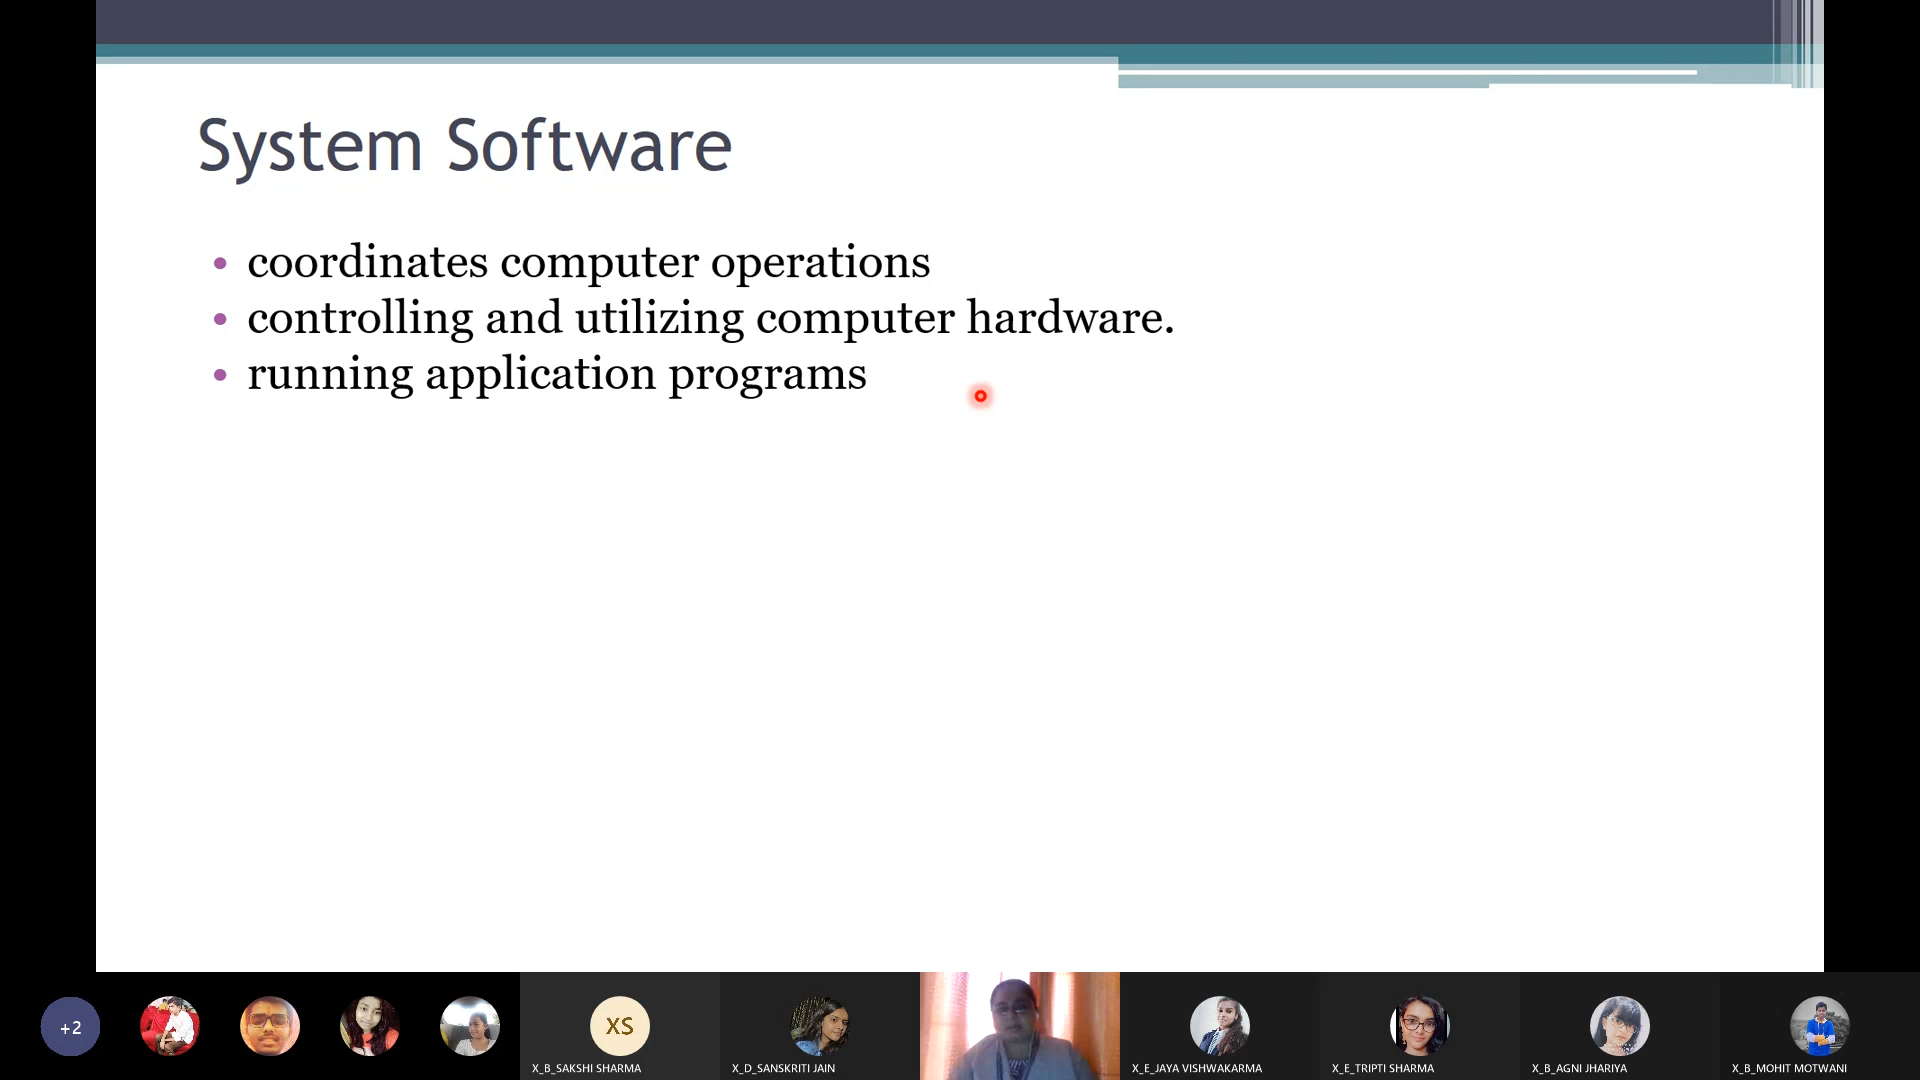 System Software
• coordinates computer operations
• controlling and utilizing computer hardware.
• running application programs
+2
XS
X_B_SAKSHI SHARMA
X_D_SANSKRITI JAIN
X_E_JAYA VISHWAKARMA
X_E_TRIPTI SHARMA
X_B_AGNI JHARIYA
X_B_MOHIT MOTWANI